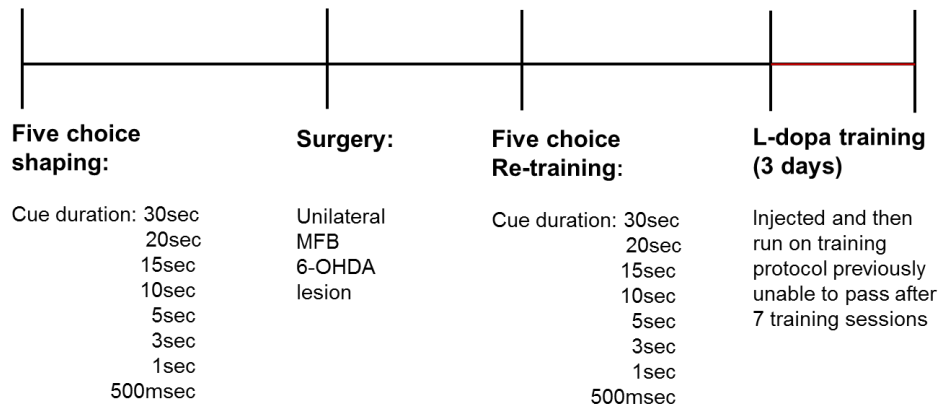 Five choice
shaping:
Cue duration: 30sec
20sec
15sec
10sec
5sec
3sec
1sec
500msec
Surgery:
Unilateral
MFB
6-OHDA
lesion
Five choice
Re-training:
Cue duration: 30sec
20sec
15sec
10sec
5sec
3sec
1sec
500msec
L-dopa training
(3 days)
Injected and then
run on training
protocol previously
unable to pass after
7 training sessions